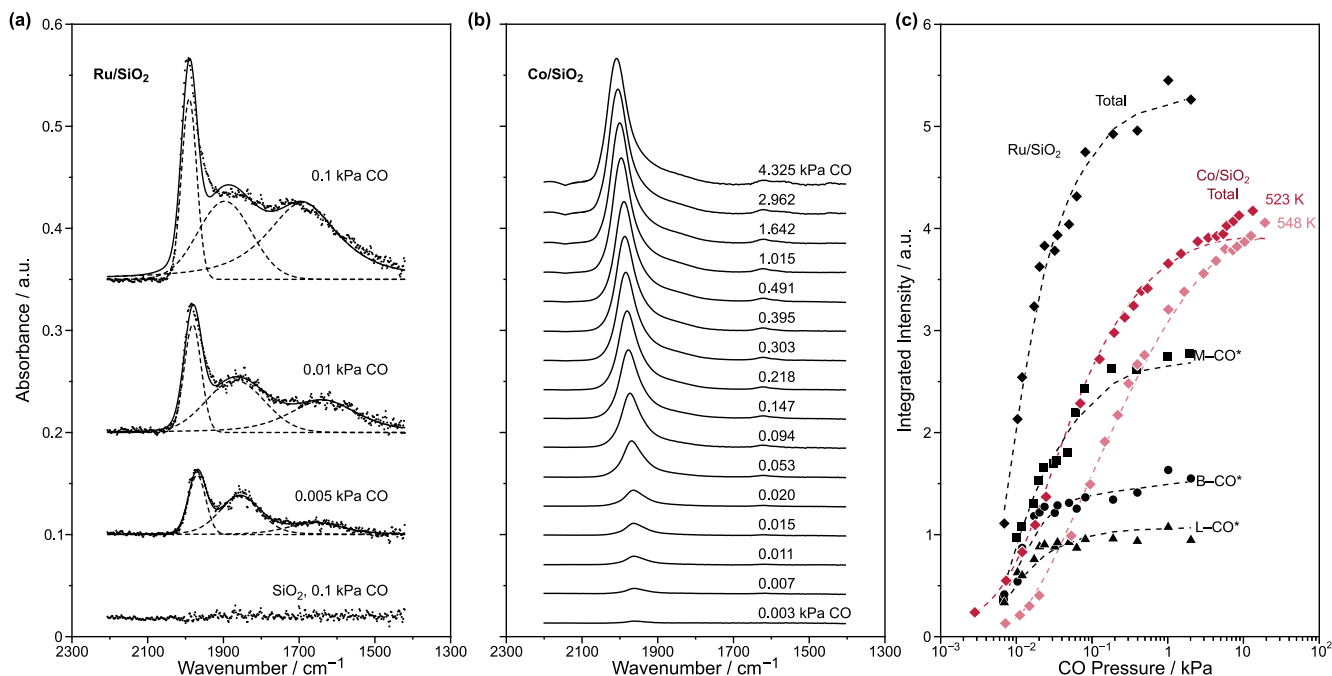 (a)
0.6
0.5
0.4
0.3
0.2
0.1
0.0
Absorbance / a.u.
Ru/SiO₂
0.1 kPa CO
0.01 kPa CO
0.005 kPa CO
SiO₂, 0.1 kPa CO
2300
2100
1900
1700
1500
1300
Wavenumber / cm⁻¹
(b)
Co/SiO₂
4.325 kPa CO
2.962
1.642
1.015
0.491
0.395
0.303
0.218
0.147
0.094
0.053
0.020
0.015
0.011
0.007
0.003 kPa CO
2300
2100
1900
1700
1500
1300
Wavenumber / cm⁻¹
(c)
6
5
4
3
2
1
0
Integrated Intensity / a.u.
Total
Ru/SiO₂
Co/SiO₂
Total
523 K
548 K
M–CO*
B–CO*
L–CO*
10⁻³
10⁻²
10⁻¹
10⁰
10¹
10²
CO Pressure / kPa